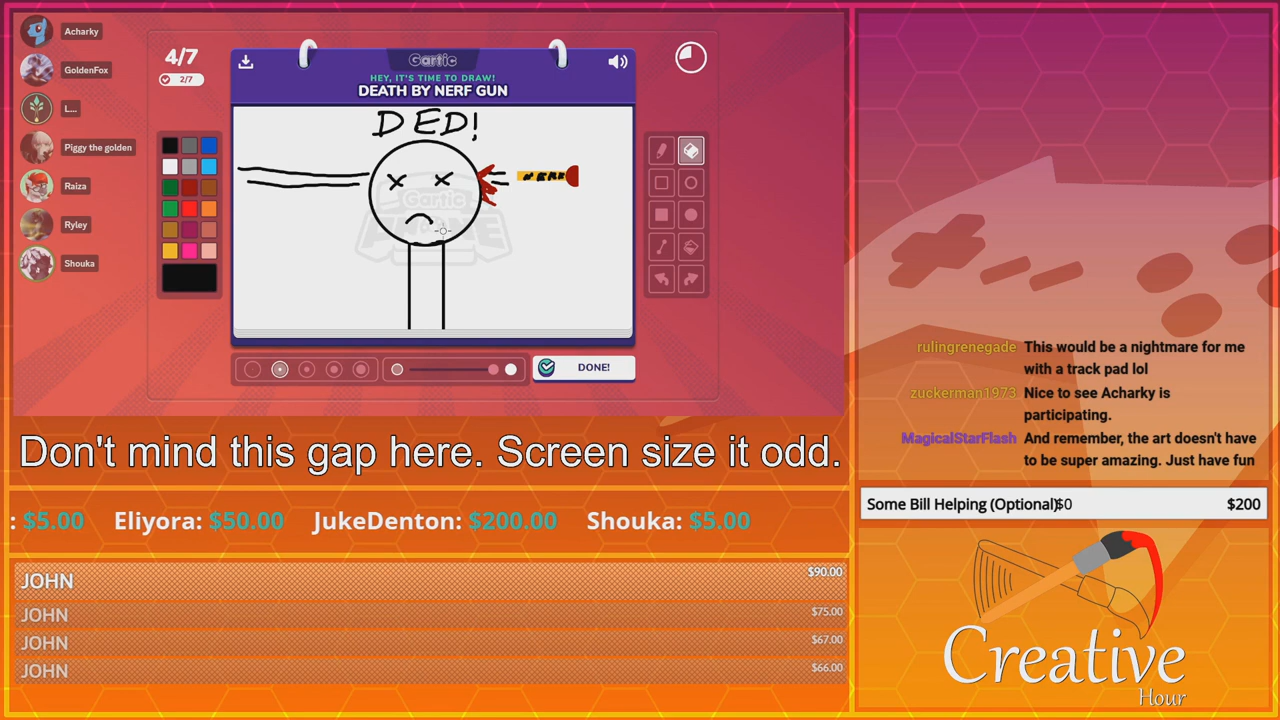 Acharky
GoldenFox
L...
Piggy the golden
Raiza
Ryley
Shouka
4/7
2/7
Gartic
HEY, IT'S TIME TO DRAW!
DEATH BY NERF GUN
DED!
NERF
Gartic
PHONE
DONE!
Don't mind this gap here. Screen size it odd.
: $5.00 Eliyora: $50.00 JukeDenton: $200.00 Shouka: $5.00
JOHN $90.00
JOHN $75.00
JOHN $67.00
JOHN $66.00
rulingrenegade This would be a nightmare for me
with a track pad lol
zuckerman1973 Nice to see Acharky is
participating.
MagicalStarFlash And remember, the art doesn't have
to be super amazing. Just have fun
Some Bill Helping (Optional) $0 $200
Creative
Hour